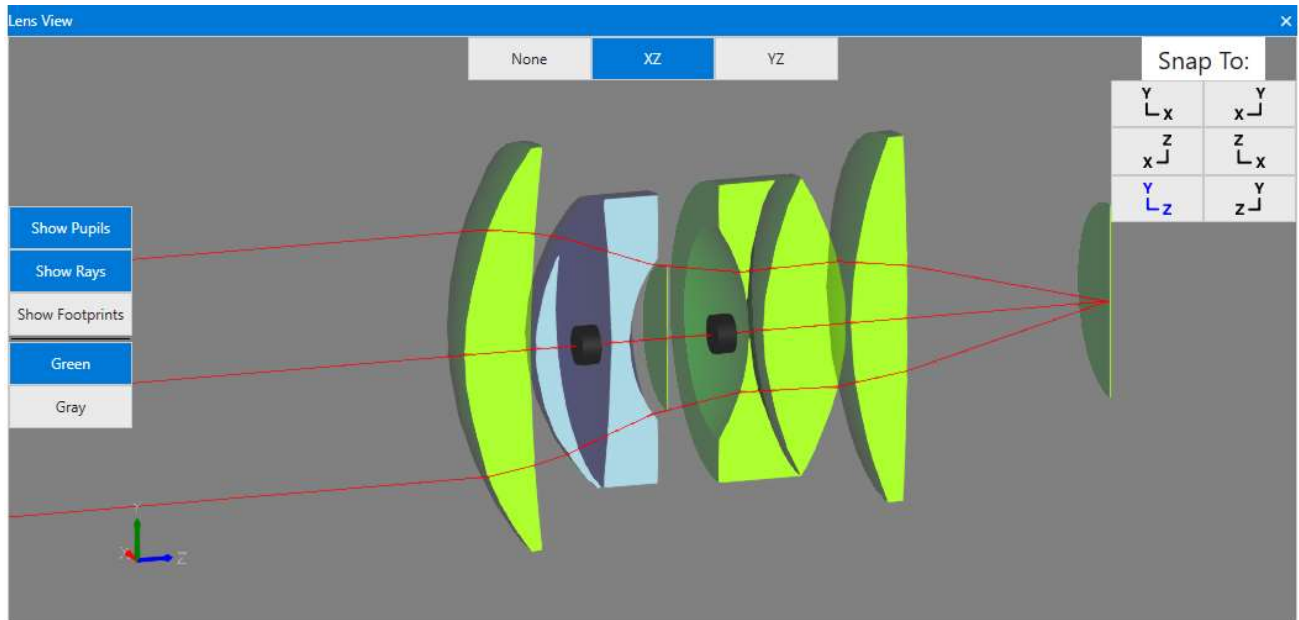 Lens View
×
None XZ YZ
Snap To:
Y X Y X
Z X Z X
Y Z Y Z
Show Pupils
Show Rays
Show Footprints
Green
Gray
Y
X Z